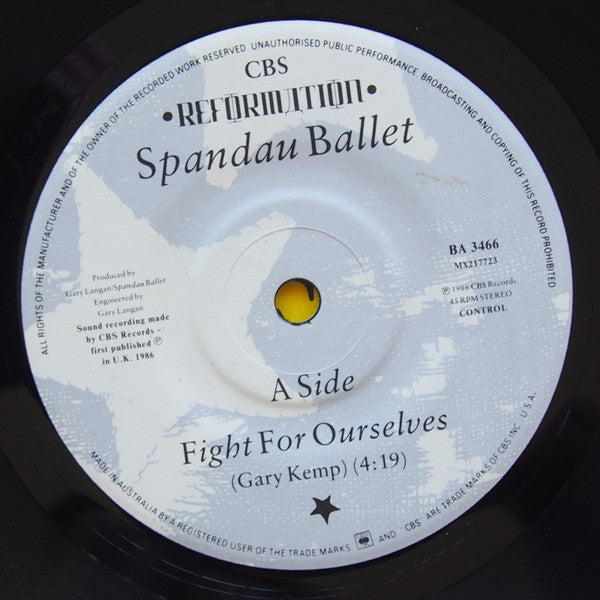 ALL RIGHTS OF THE MANUFACTURER AND OF THE OWNER OF THE RECORDED WORK RESERVED. UNAUTHORISED PUBLIC PERFORMANCE, BROADCASTING AND COPYING OF THIS RECORD PROHIBITED
CBS
•REFORMATION•
Spandau Ballet
BA 3466
MX217723
Ⓟ 1986 CBS Records
45 RPM STEREO
CONTROL
Produced by
Gary Langan/Spandau Ballet
Engineered by
Gary Langan
Sound recording made
by CBS Records –
first published Ⓟ
in U.K. 1986
A Side
Fight For Ourselves
(Gary Kemp) (4:19)
MADE IN AUSTRALIA BY A REGISTERED USER OF THE TRADE MARKS AND "CBS" ARE TRADE MARKS OF CBS INC. U.S.A.